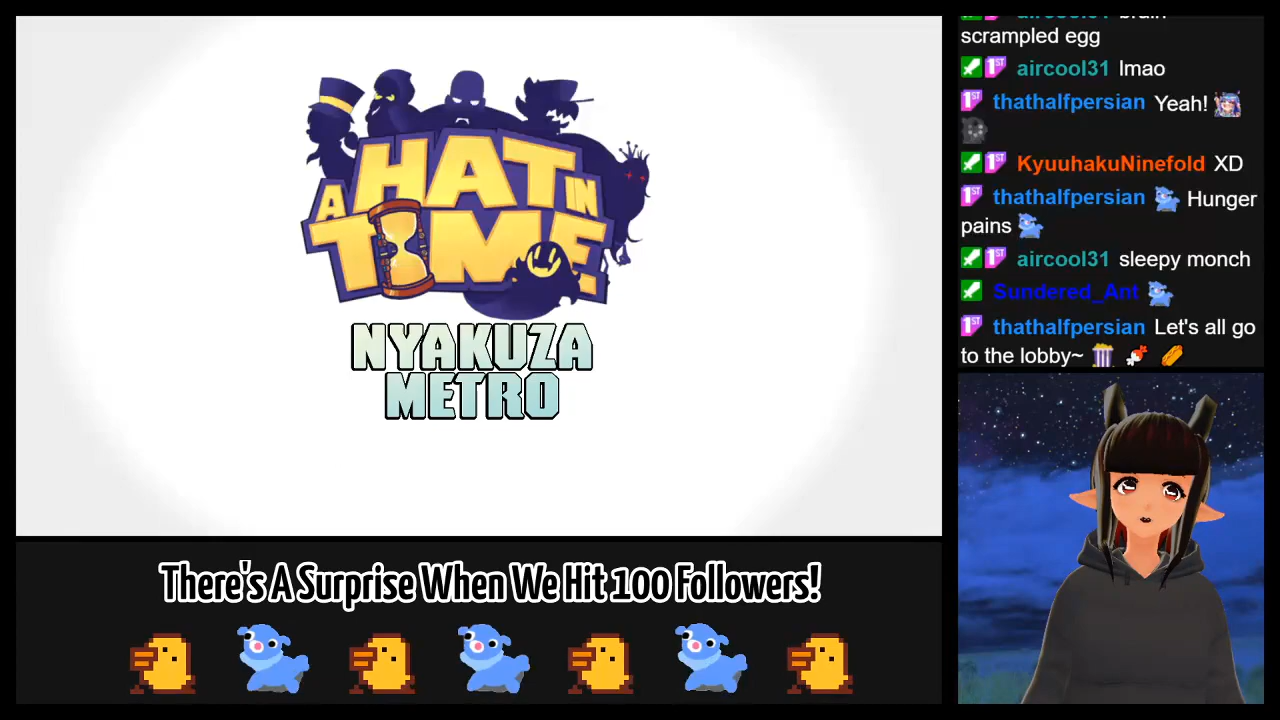 A HAT IN
TIME
NYAKUZA
METRO
There's A Surprise When We Hit 100 Followers!
scrampled egg
aircool31 lmao
thathalfpersian Yeah!
KyuuhakuNinefold XD
thathalfpersian Hunger
pains
aircool31 sleepy monch
Sundered_Ant
thathalfpersian Let's all go
to the lobby~